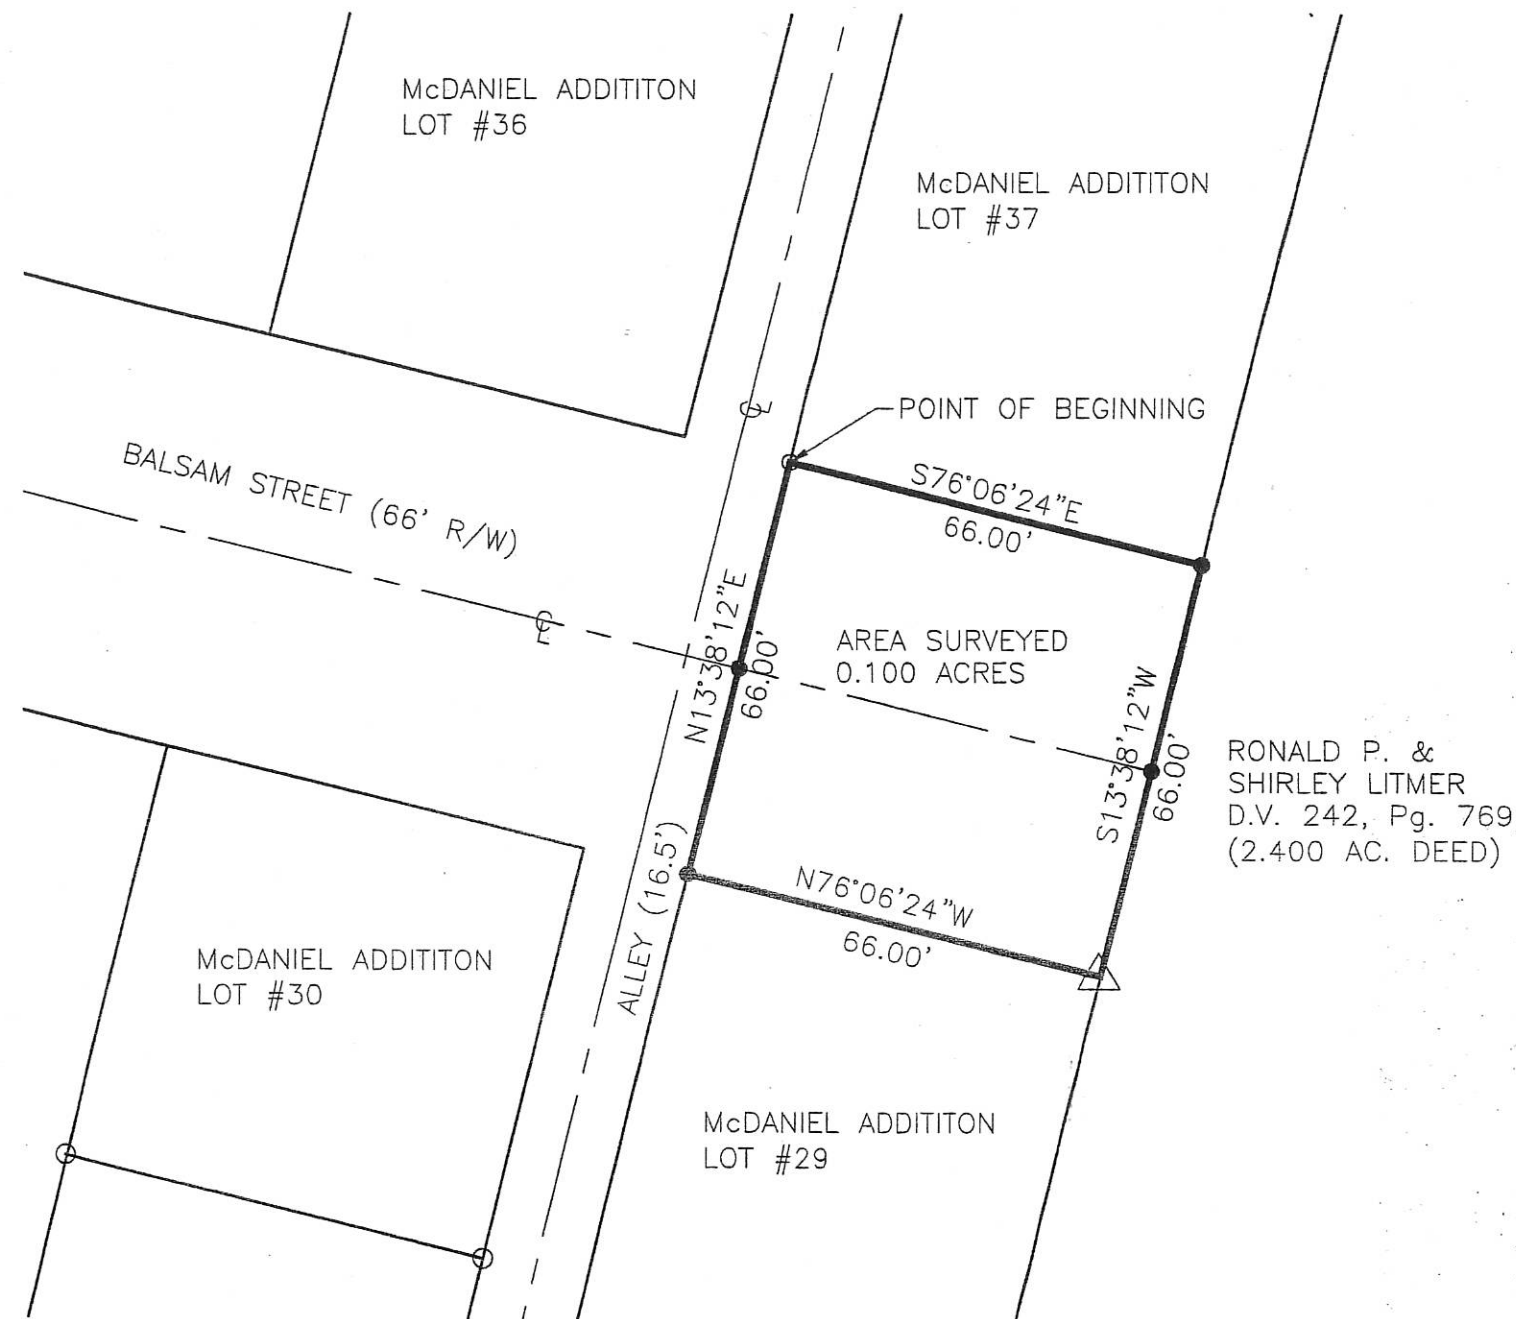 McDANIEL ADDITITON
LOT #36
McDANIEL ADDITITON
LOT #37
POINT OF BEGINNING
BALSAM STREET (66' R/W)
S76°06'24"E
66.00'
N13°38'12"E
66.00'
AREA SURVEYED
0.100 ACRES
S13°38'12"W
66.00'
RONALD P. &
SHIRLEY LITMER
D.V. 242, Pg. 769
(2.400 AC. DEED)
ALLEY (16.5')
N76°06'24"W
66.00'
McDANIEL ADDITITON
LOT #30
McDANIEL ADDITITON
LOT #29